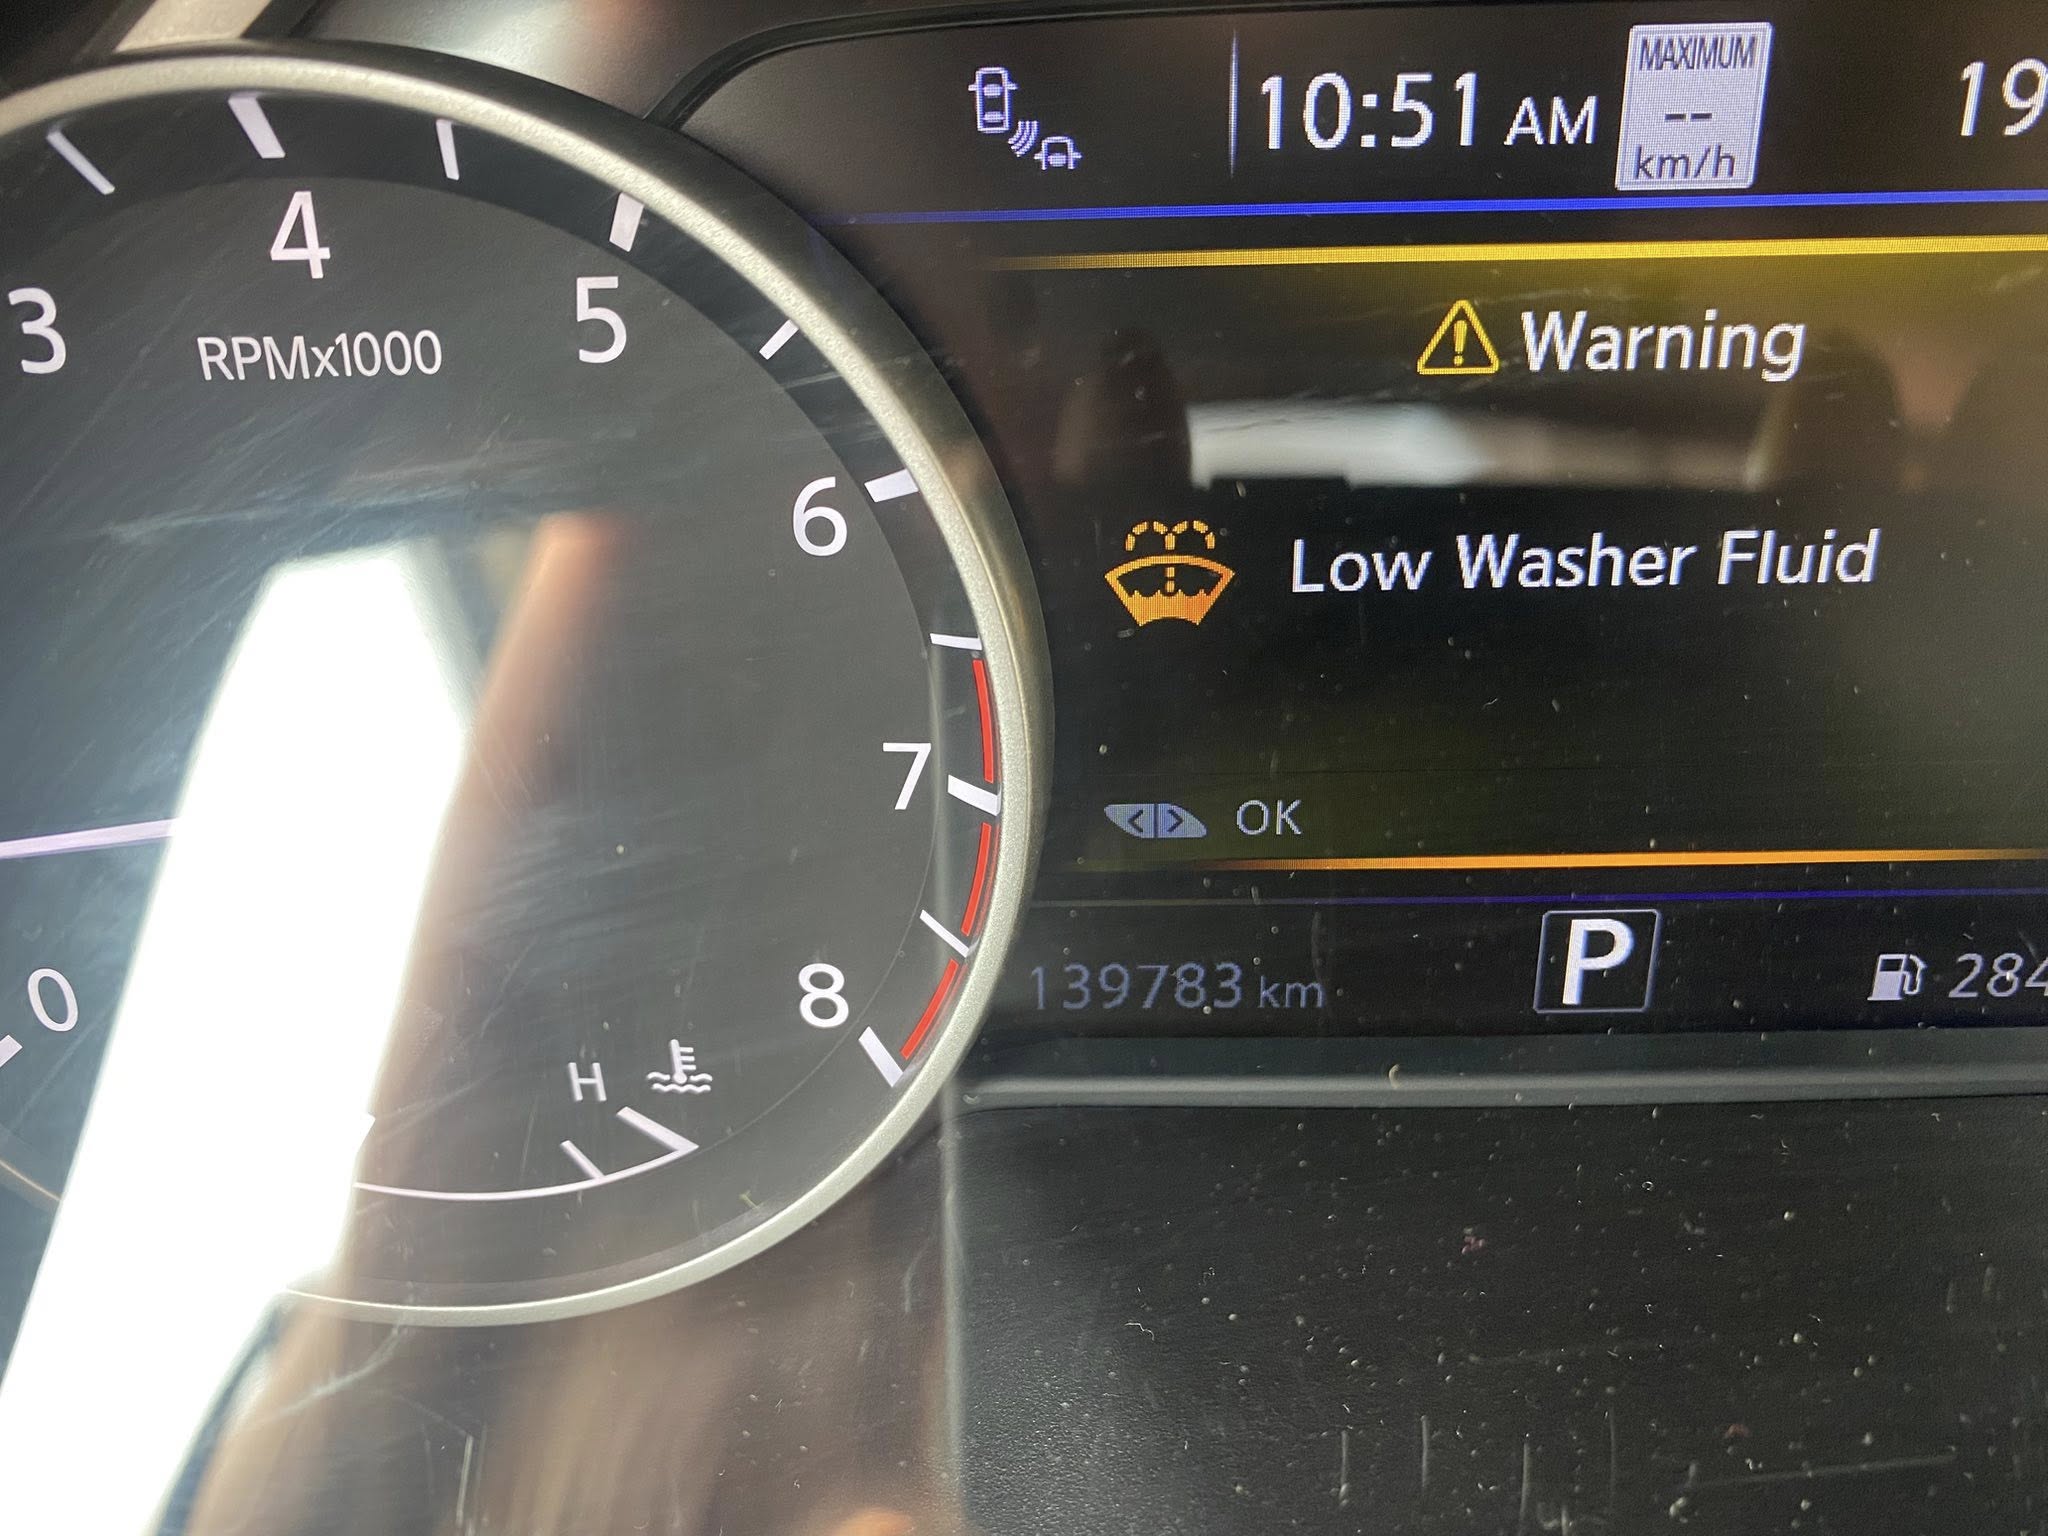 10:51 AM
MAXIMUM
--
km/h
19
3
4
5
RPMx1000
6
7
8
0
H
Warning
Low Washer Fluid
OK
139783 km
P
284